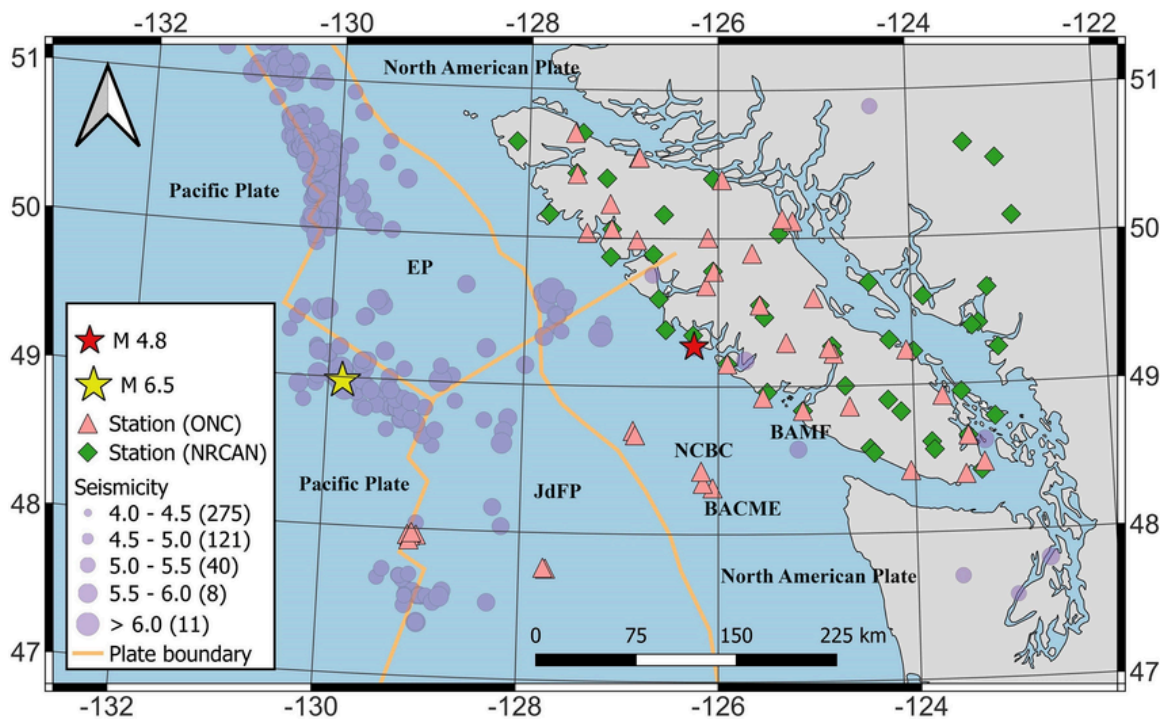 -132 -130 -128 -126 -124 -122
51 51
North American Plate
Pacific Plate
50 50
EP
49 49
M 4.8
M 6.5
Station (ONC)
Station (NRCAN)
Seismicity
4.0 - 4.5 (275)
4.5 - 5.0 (121)
5.0 - 5.5 (40)
5.5 - 6.0 (8)
> 6.0 (11)
Plate boundary
BAMF
NCBC
Pacific Plate
JdFP
BACME
48 48
North American Plate
0 75 150 225 km
47 47
-132 -130 -128 -126 -124